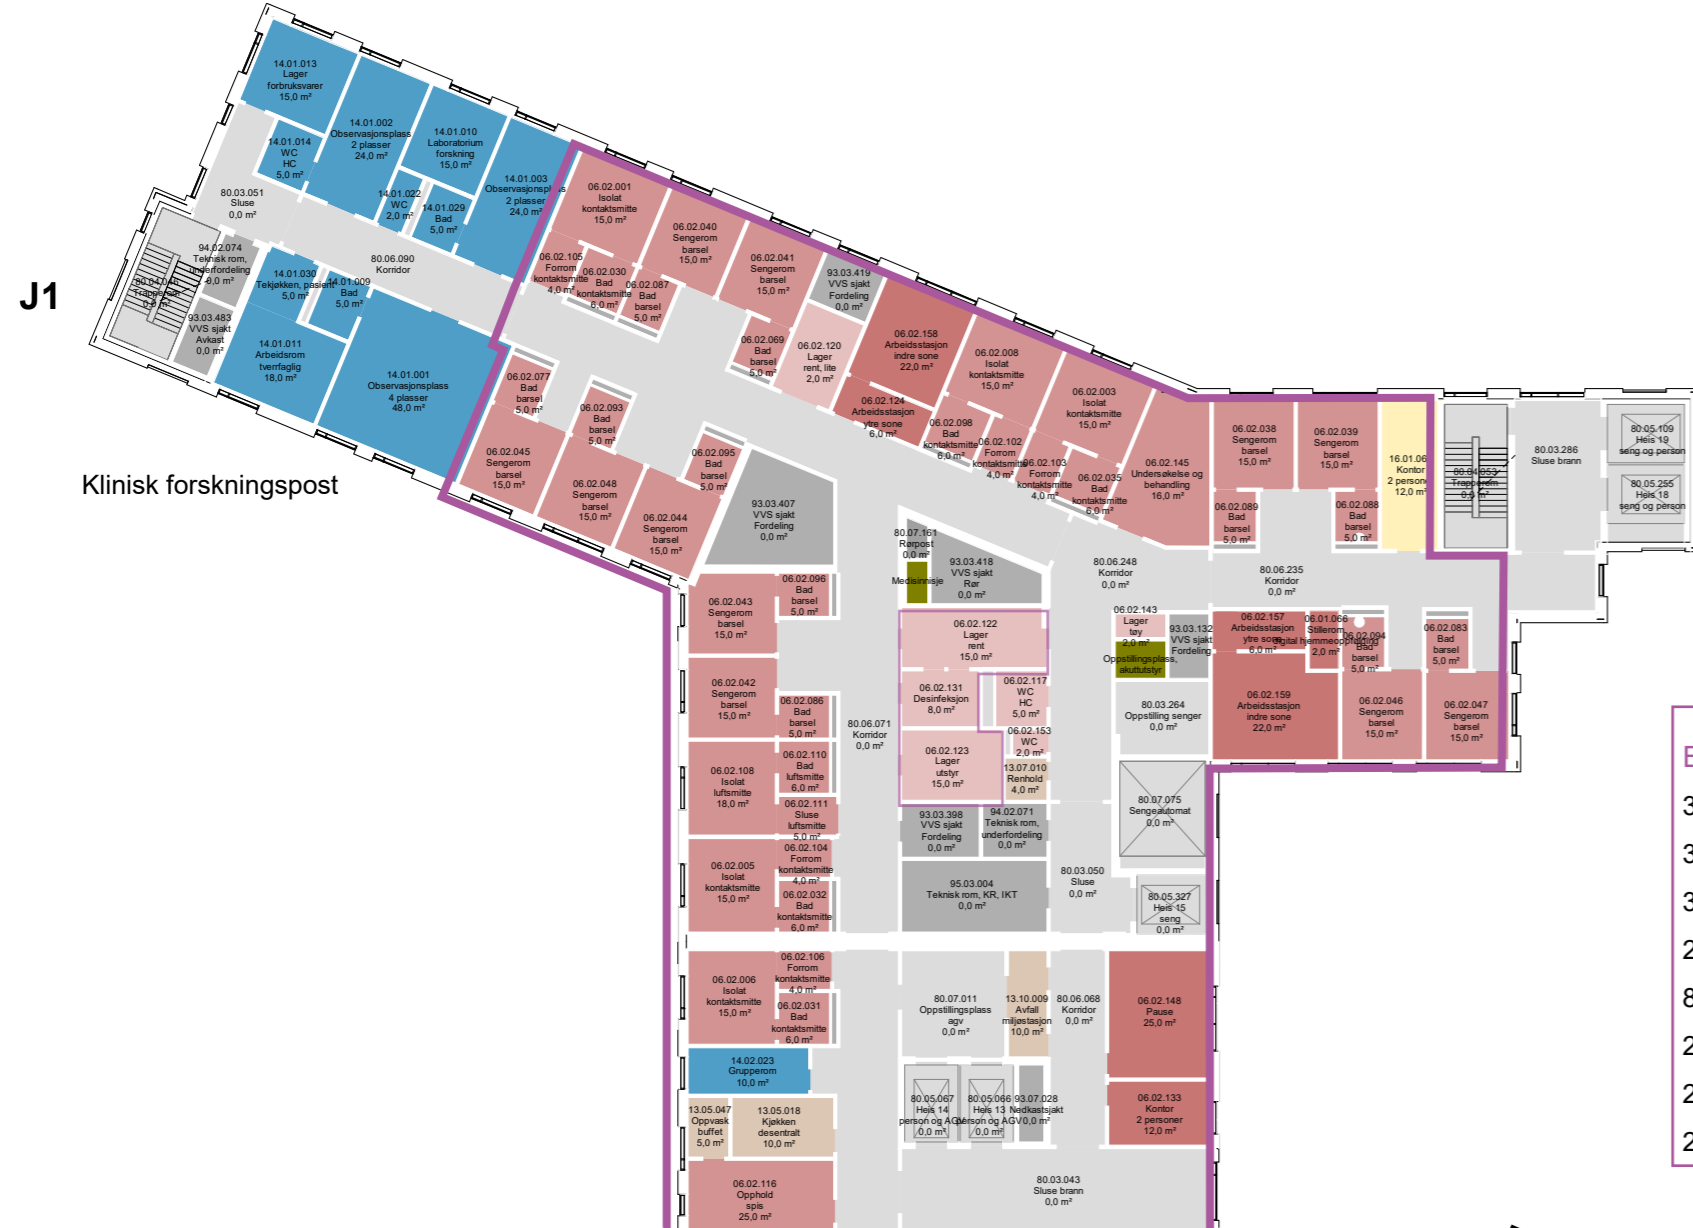 J1
Klinisk forskningspost
14.01.013
Lager
forbruksvarer
15,0 m²
14.01.002
Observasjonsplass
2 plasser
24,0 m²
14.01.010
Laboratorium
forskning
15,0 m²
14.01.014
WC
HC
5,0 m²
14.01.022
WC
2,0 m²
14.01.029
Bad
5,0 m²
14.01.003
2 plasser
24,0 m²
80.03.051
Sluse
0,0 m²
94.02.074
Teknisk rom,
underfordeling
0,0 m²
80.06.090
Korridor
14.01.030
Tekjøkken, pasient
5,0 m²
14.01.009
Bad
5,0 m²
93.03.483
VVS sjakt
Avkast
0,0 m²
14.01.011
Arbeidsrom
tverrfaglig
18,0 m²
14.01.001
Observasjonsplass
4 plasser
48,0 m²
06.02.001
Isolat
kontaktsmitte
15,0 m²
06.02.040
Sengerom
barsel
15,0 m²
06.02.041
Sengerom
barsel
15,0 m²
06.02.105
Forrom
kontaktsmitte
4,0 m²
06.02.030
Bad
kontaktsmitte
6,0 m²
06.02.087
Bad
barsel
5,0 m²
93.03.419
VVS sjakt
Fordeling
0,0 m²
06.02.069
Bad
barsel
5,0 m²
06.02.120
Lager
rent, lite
2,0 m²
06.02.158
Arbeidsstasjon
indre sone
22,0 m²
06.02.124
Arbeidsstasjon
ytre sone
6,0 m²
06.02.008
Isolat
kontaktsmitte
15,0 m²
06.02.003
Isolat
kontaktsmitte
15,0 m²
06.02.098
Bad
kontaktsmitte
6,0 m²
06.02.102
Forrom
kontaktsmitte
4,0 m²
06.02.103
Forrom
kontaktsmitte
4,0 m²
06.02.035
Bad
kontaktsmitte
6,0 m²
06.02.145
Undersøkelse og
behandling
16,0 m²
06.02.038
Sengerom
barsel
15,0 m²
06.02.039
Sengerom
barsel
15,0 m²
Kontor
12,0 m²
06.02.089
Bad
barsel
5,0 m²
06.02.088
Bad
barsel
5,0 m²
80.04.053
Trapperom
0,0 m²
80.03.286
Sluse brann
80.05.109
Heis 19
seng og person
80.05.255
Heis 18
seng og person
06.02.077
Bad
barsel
5,0 m²
06.02.093
Bad
barsel
5,0 m²
06.02.095
Bad
barsel
5,0 m²
06.02.045
Sengerom
barsel
15,0 m²
06.02.048
Sengerom
barsel
15,0 m²
06.02.044
Sengerom
barsel
15,0 m²
93.03.407
VVS sjakt
Fordeling
0,0 m²
80.07.161
Rørpost
0,0 m²
Medisinnisje
93.03.418
VVS sjakt
Rør
0,0 m²
80.06.248
Korridor
0,0 m²
80.06.235
Korridor
0,0 m²
06.02.043
Sengerom
barsel
15,0 m²
06.02.096
Bad
barsel
5,0 m²
06.02.122
Lager
rent
15,0 m²
06.02.143
Lager
tøy
2,0 m²
Oppstillingsplass,
akuttutstyr
93.03.132
VVS sjakt
Fordeling
06.02.157
Arbeidsstasjon
ytre sone
6,0 m²
06.01.066
Stillerom
2,0 m²
06.02.094
Bad
barsel
5,0 m²
06.02.083
Bad
barsel
5,0 m²
06.02.042
Sengerom
barsel
15,0 m²
06.02.086
Bad
barsel
5,0 m²
80.06.071
Korridor
0,0 m²
06.02.131
Desinfeksjon
8,0 m²
06.02.117
WC
HC
5,0 m²
06.02.153
WC
2,0 m²
80.03.264
Oppstilling senger
0,0 m²
06.02.159
Arbeidsstasjon
indre sone
22,0 m²
06.02.046
Sengerom
barsel
15,0 m²
06.02.047
Sengerom
barsel
15,0 m²
06.02.108
Isolat
luftsmitte
18,0 m²
06.02.110
Bad
luftsmitte
6,0 m²
06.02.111
Sluse
luftsmitte
5,0 m²
06.02.123
Lager
utstyr
15,0 m²
13.07.010
Renhold
4,0 m²
80.07.075
Sengeautomat
0,0 m²
93.03.398
VVS sjakt
Fordeling
0,0 m²
94.02.071
Teknisk rom,
underfordeling
0,0 m²
06.02.005
Isolat
kontaktsmitte
15,0 m²
06.02.104
Forrom
kontaktsmitte
4,0 m²
06.02.032
Bad
kontaktsmitte
6,0 m²
95.03.004
Teknisk rom, KR, IKT
0,0 m²
80.03.050
Sluse
0,0 m²
80.05.327
Heis 15
seng
0,0 m²
06.02.006
Isolat
kontaktsmitte
15,0 m²
06.02.106
Forrom
kontaktsmitte
4,0 m²
06.02.031
Bad
kontaktsmitte
6,0 m²
80.07.011
Oppstillingsplass
agv
0,0 m²
13.10.009
Avfall
miljøstasjon
10,0 m²
80.06.068
Korridor
0,0 m²
06.02.148
Pause
25,0 m²
14.02.023
Grupperom
10,0 m²
80.05.067
Heis 14
person og AGV
0,0 m²
80.05.066
Heis 13
person og AGV
0,0 m²
93.07.028
Nedkastsjakt
0,0 m²
06.02.133
Kontor
2 personer
12,0 m²
13.05.047
Oppvask
buffet
5,0 m²
13.05.018
Kjøkken
desentralt
10,0 m²
06.02.116
Opphold
spis
25,0 m²
80.03.043
Sluse brann
0,0 m²
3
3
3
2
8
2
2
2